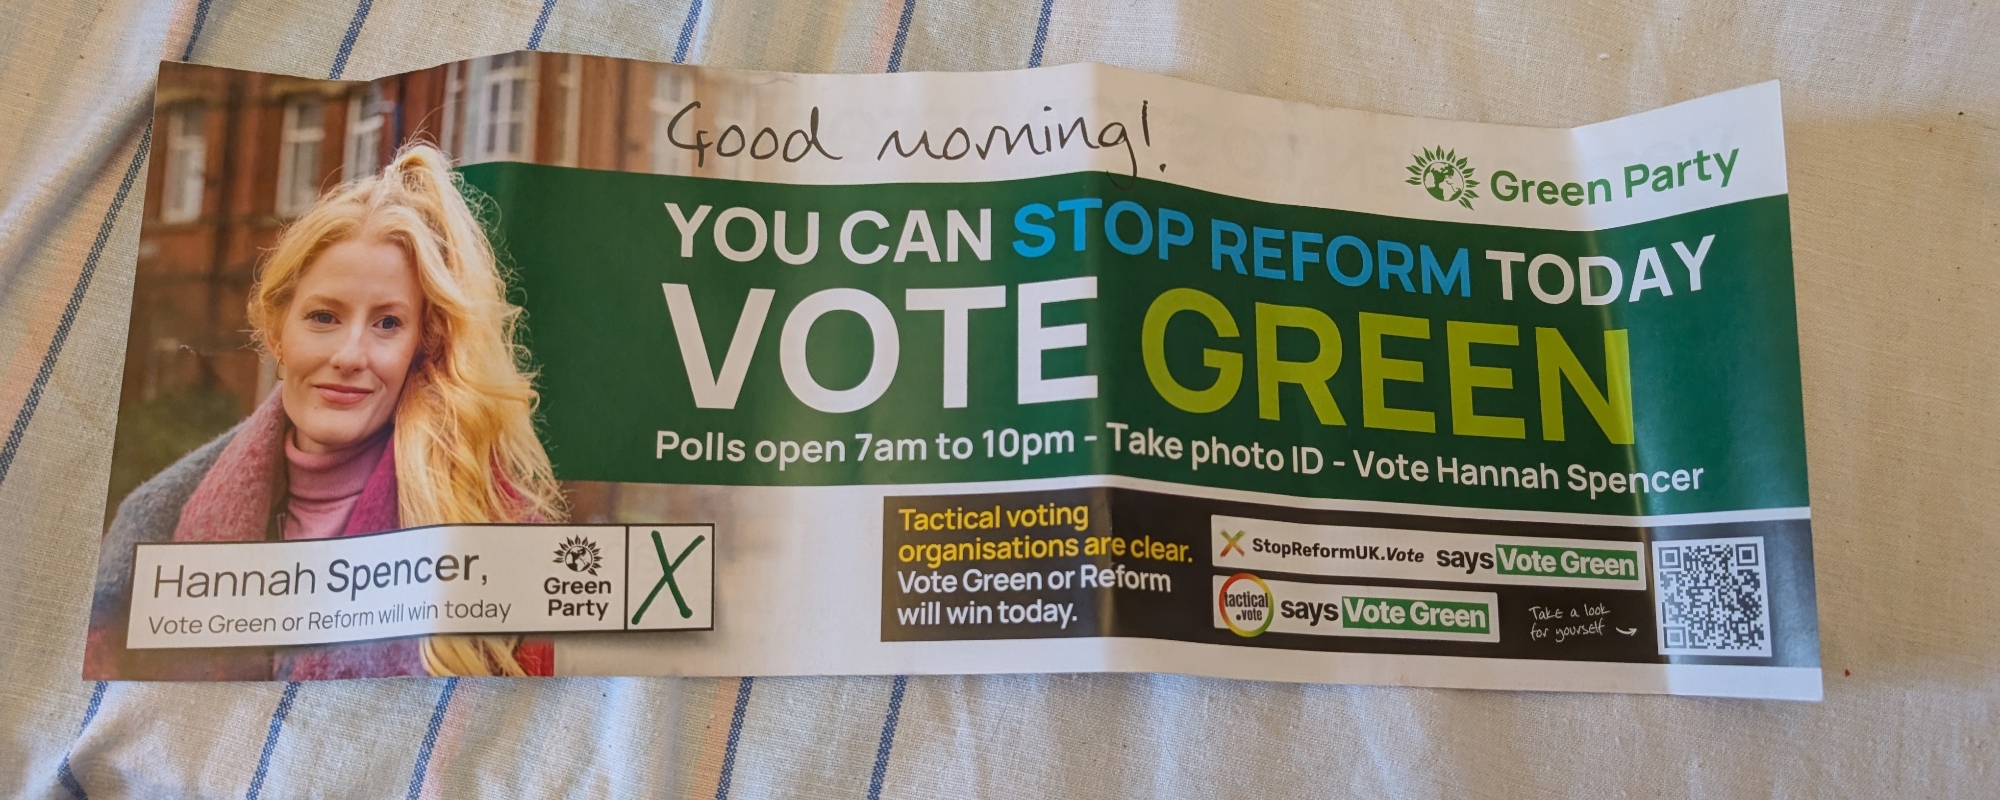 Good morning!
Green Party
YOU CAN STOP REFORM TODAY
VOTE GREEN
Polls open 7am to 10pm - Take photo ID - Vote Hannah Spencer
Hannah Spencer,
Vote Green or Reform will win today
Green
Party
X
Tactical voting
organisations are clear.
Vote Green or Reform
will win today.
StopReformUK.Vote says Vote Green
tactical
.vote
says Vote Green
Take a look
for yourself